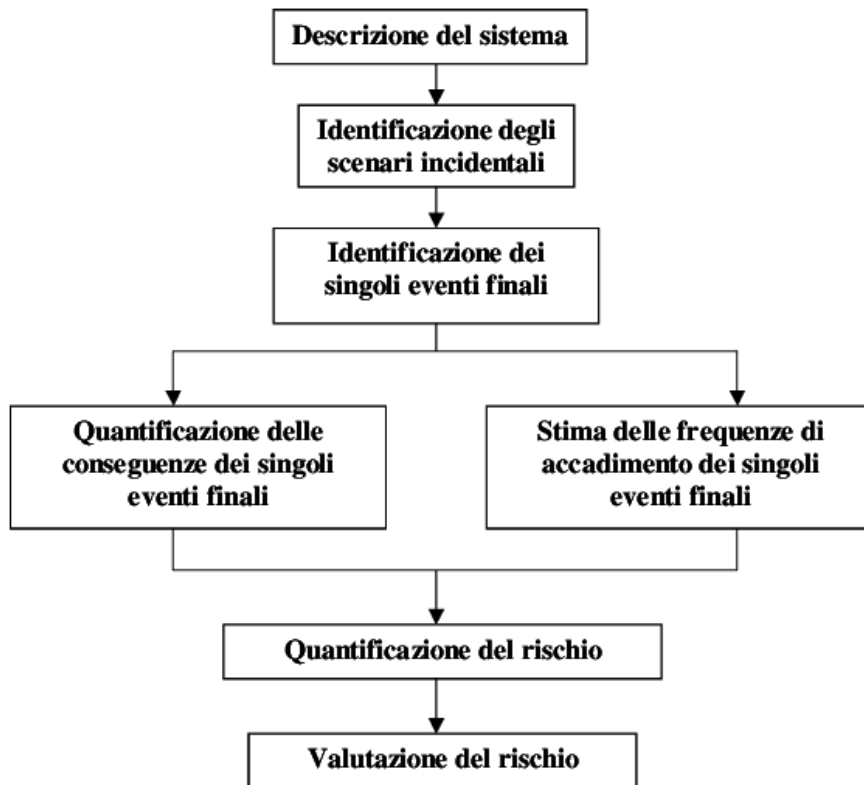 Descrizione del sistema
Identificazione degli
scenari incidentali
Identificazione dei
singoli eventi finali
Quantificazione delle
conseguenze dei singoli
eventi finali
Stima delle frequenze di
accadimento dei singoli
eventi finali
Quantificazione del rischio
Valutazione del rischio